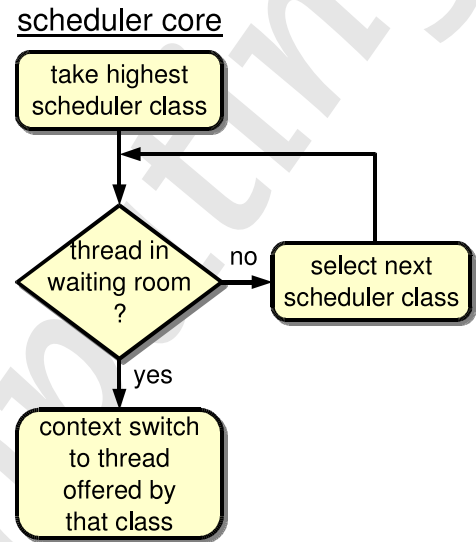 scheduler core
take highest
scheduler class
thread in
waiting room
?
no
select next
scheduler class
yes
context switch
to thread
offered by
that class